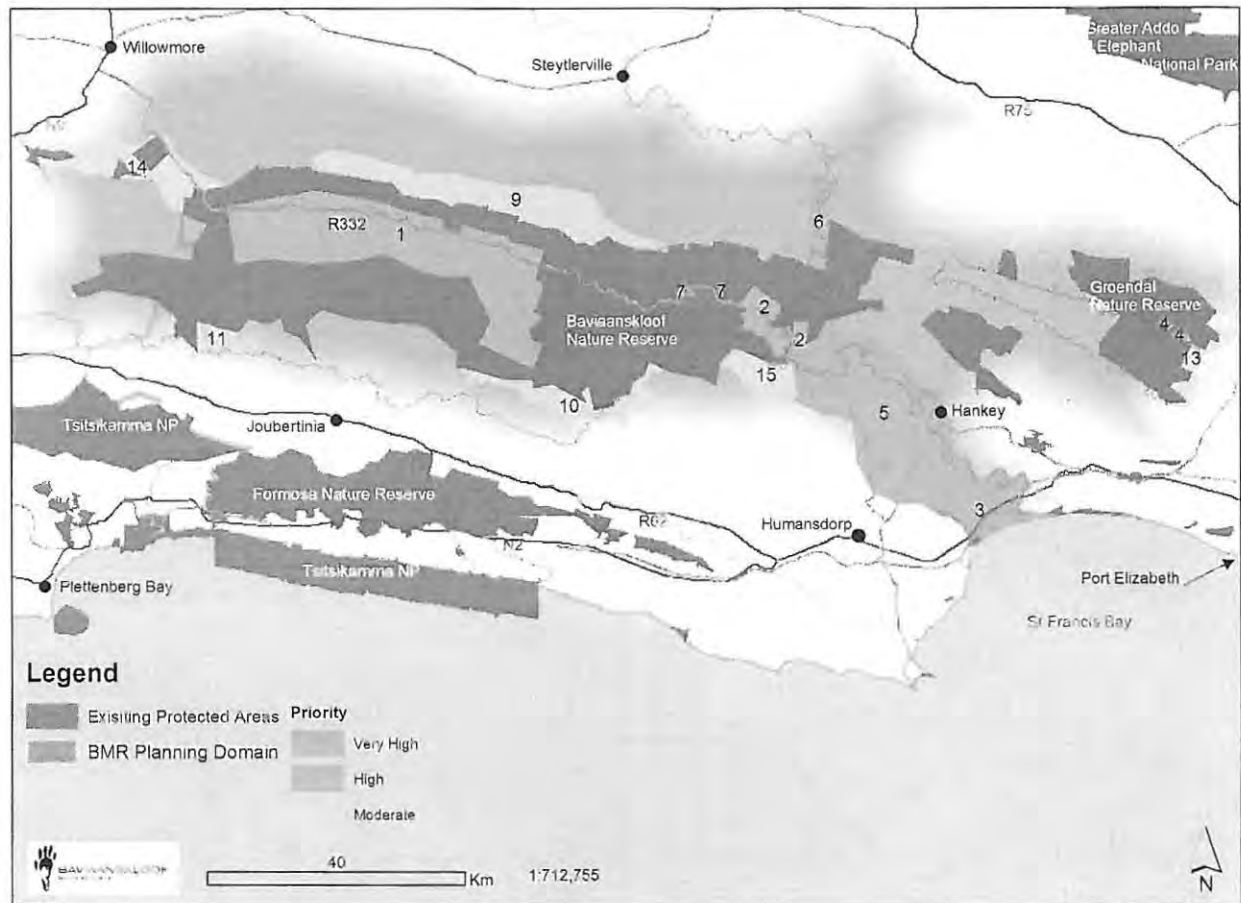 Willowmore
Steytlerville
Greater Addo
Elephant
National Park
R75
N9
14
9
6
R332
1
Groendal
Nature Reserve
7
7
2
4
4
Baviaanskloof
Nature Reserve
2
13
11
15
10
5
Hankey
Tsitsikamma NP
Joubertinia
Formosa Nature Reserve
3
R62
Humansdorp
N2
Tsitsikamma NP
Port Elizabeth
Plettenberg Bay
St Francis Bay
Legend
Exisiting Protected Areas
Priority
BMR Planning Domain
Very High
High
Moderate
BAVIAANSKLOOF
40
Km
1:712,755
N